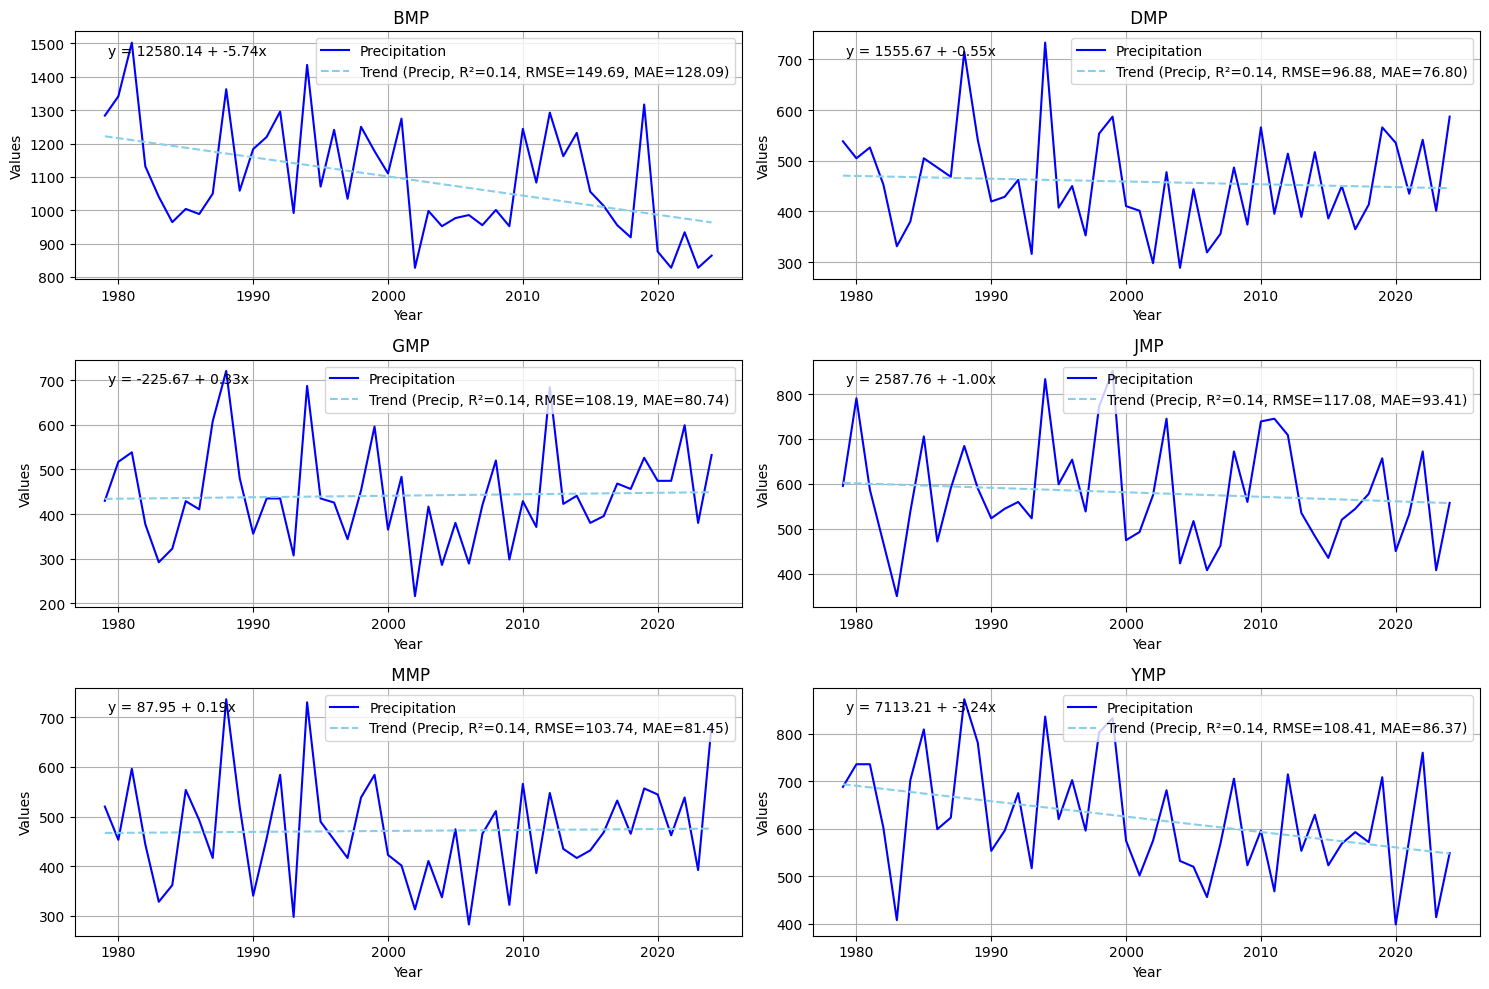 BMP
y = 12580.14 + -5.74x
Precipitation
Trend (Precip, R²=0.14, RMSE=149.69, MAE=128.09)
1500
1400
1300
1200
1100
1000
900
800
Values
1980
1990
2000
2010
2020
Year
DMP
y = 1555.67 + -0.55x
Precipitation
Trend (Precip, R²=0.14, RMSE=96.88, MAE=76.80)
700
600
500
400
300
Values
1980
1990
2000
2010
2020
Year
GMP
y = -225.67 + 0.33x
Precipitation
Trend (Precip, R²=0.14, RMSE=108.19, MAE=80.74)
700
600
500
400
300
200
Values
1980
1990
2000
2010
2020
Year
JMP
y = 2587.76 + -1.00x
Precipitation
Trend (Precip, R²=0.14, RMSE=117.08, MAE=93.41)
800
700
600
500
400
Values
1980
1990
2000
2010
2020
Year
MMP
y = 87.95 + 0.19x
Precipitation
Trend (Precip, R²=0.14, RMSE=103.74, MAE=81.45)
700
600
500
400
300
Values
1980
1990
2000
2010
2020
Year
YMP
y = 7113.21 + -3.24x
Precipitation
Trend (Precip, R²=0.14, RMSE=108.41, MAE=86.37)
800
700
600
500
400
Values
1980
1990
2000
2010
2020
Year